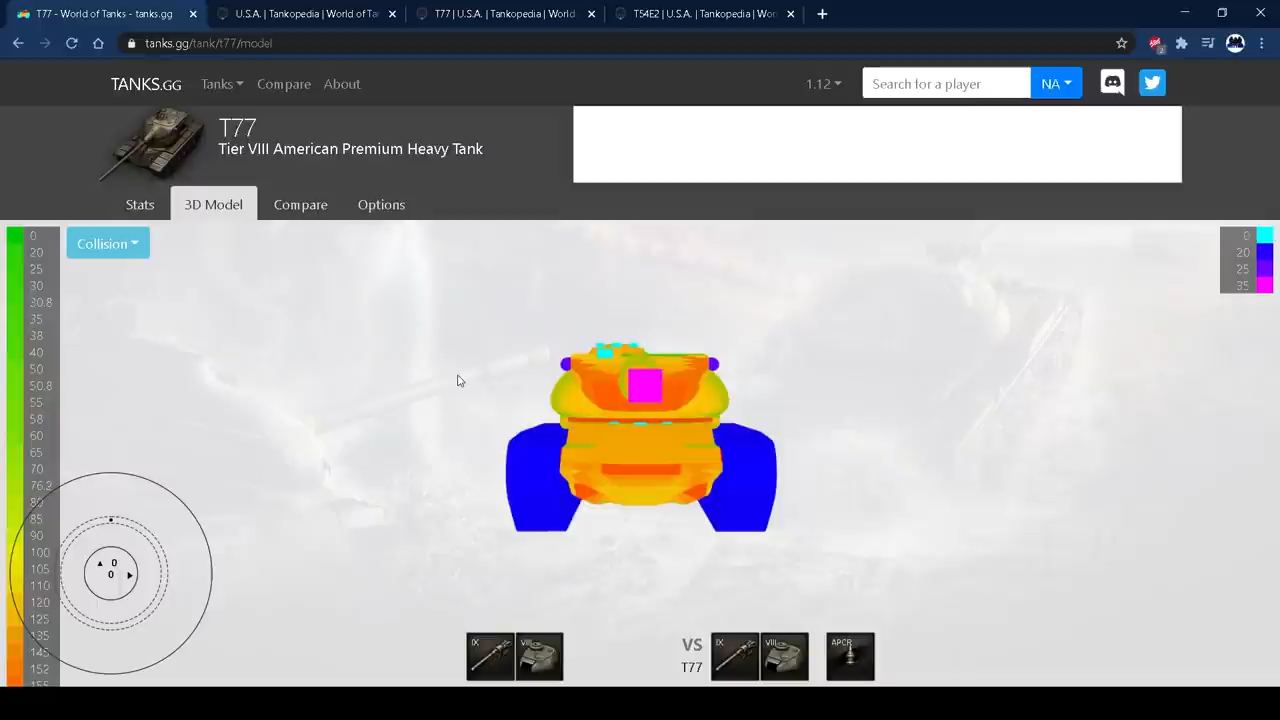 T77 - World of Tanks - tanks.gg
U.S.A. | Tankopedia | World of Ta
T77 | U.S.A. | Tankopedia | World
T54E2 | U.S.A. | Tankopedia | Wor
tanks.gg/tank/t77/model
TANKS.GG
Tanks
Compare
About
1.12
Search for a player
NA
T77
Tier VIII American Premium Heavy Tank
Stats
3D Model
Compare
Options
Collision
0
20
25
30
30.8
35
38
40
50
50.8
55
58
60
65
70
76.2
80
85
90
100
105
110
120
125
135
145
152
155
0
20
25
35
0
0
IX
VIII
VS
T77
IX
VIII
APCR